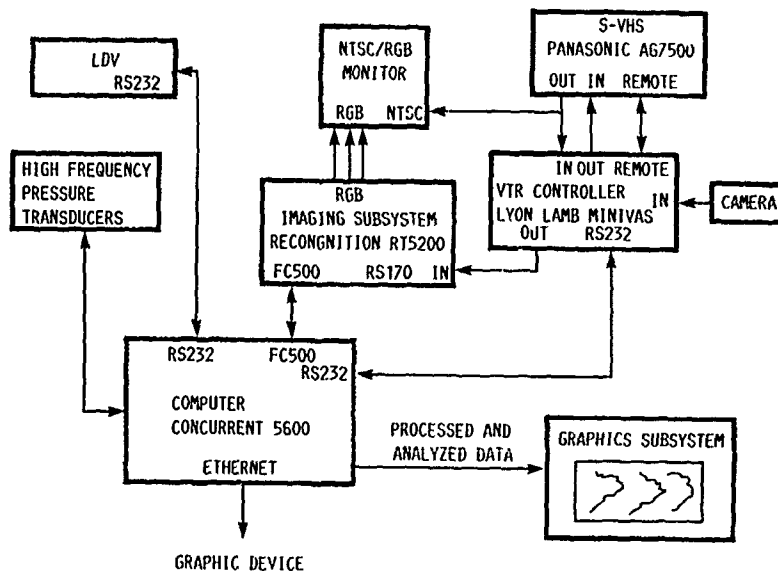 LDV
RS232
NTSC/RGB
MONITOR
RGB NTSC
S-VHS
PANASONIC AG7500
OUT IN REMOTE
HIGH FREQUENCY
PRESSURE
TRANSDUCERS
RGB
IMAGING SUBSYSTEM
RECONGNITION RT5200
FC500 RS170 IN
IN OUT REMOTE
VTR CONTROLLER IN
LYON LAMB MINIVAS
OUT RS232
CAMERA
RS232 FC500
RS232
COMPUTER
CONCURRENT 5600
ETHERNET
PROCESSED AND
ANALYZED DATA
GRAPHICS SUBSYSTEM
GRAPHIC DEVICE